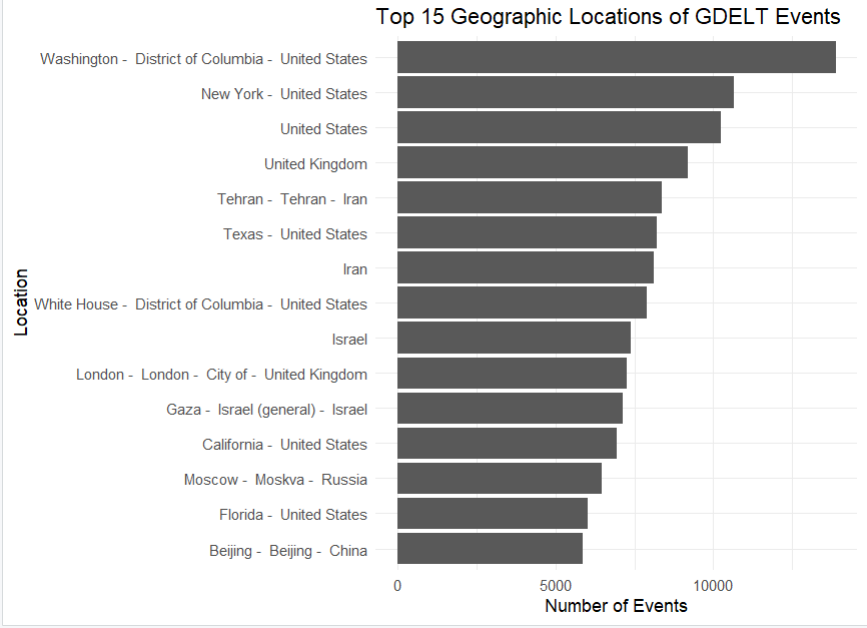 Top 15 Geographic Locations of GDELT Events
Location
Washington -  District of Columbia -  United States
New York -  United States
United States
United Kingdom
Tehran -  Tehran -  Iran
Texas -  United States
Iran
White House -  District of Columbia -  United States
Israel
London -  London -  City of -  United Kingdom
Gaza -  Israel (general) -  Israel
California -  United States
Moscow -  Moskva -  Russia
Florida -  United States
Beijing -  Beijing -  China
0 5000 10000
Number of Events